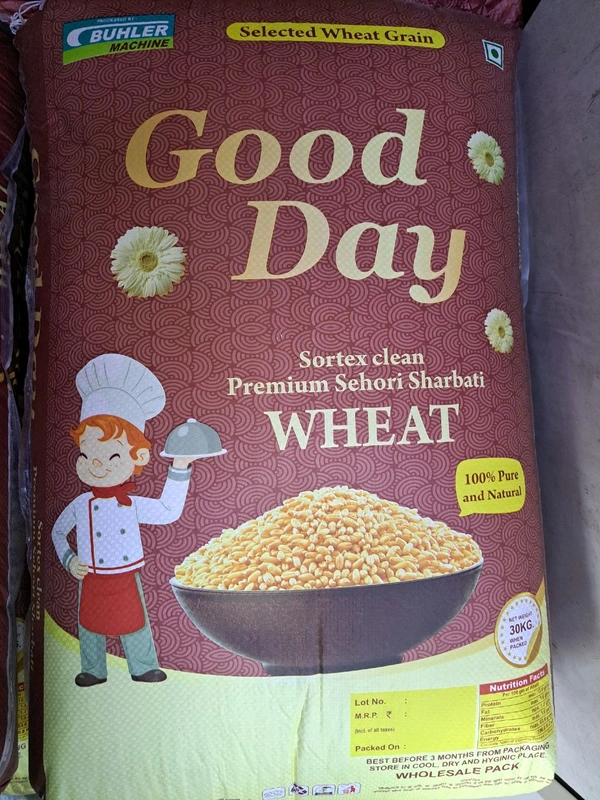 BUHLER
MACHINE
Selected Wheat Grain
Good
Day
Sortex clean
Premium Sehori Sharbati
WHEAT
100% Pure
and Natural
NET WEIGHT
30KG.
WHEN
PACKED
Lot No. :
M.R.P. ₹ :
(Incl. of all taxes)
Packed On :
Nutrition Facts
Protein
Fat
Minerals
Fiber
Carbohydrates
Energy
BEST BEFORE 3 MONTHS FROM PACKAGING
STORE IN COOL, DRY AND HYGINIC PLACE.
WHOLESALE PACK